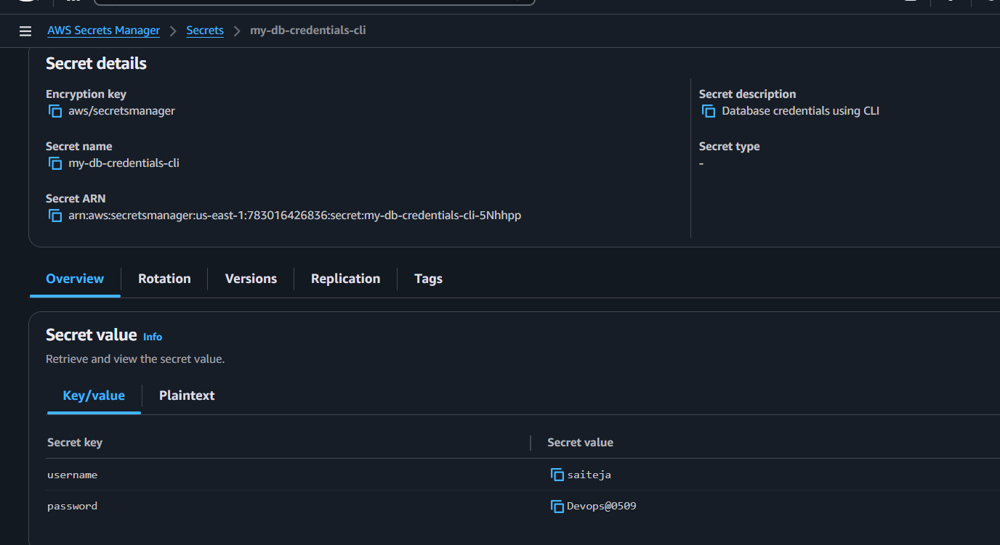 AWS Secrets Manager > Secrets > my-db-credentials-cli
Secret details
Encryption key
aws/secretsmanager
Secret description
Database credentials using CLI
Secret name
my-db-credentials-cli
Secret type
-
Secret ARN
arn:aws:secretsmanager:us-east-1:783016426836:secret:my-db-credentials-cli-5Nhhpp
Overview Rotation Versions Replication Tags
Secret value Info
Retrieve and view the secret value.
Key/value Plaintext
Secret key Secret value
username saiteja
password Devops@0509